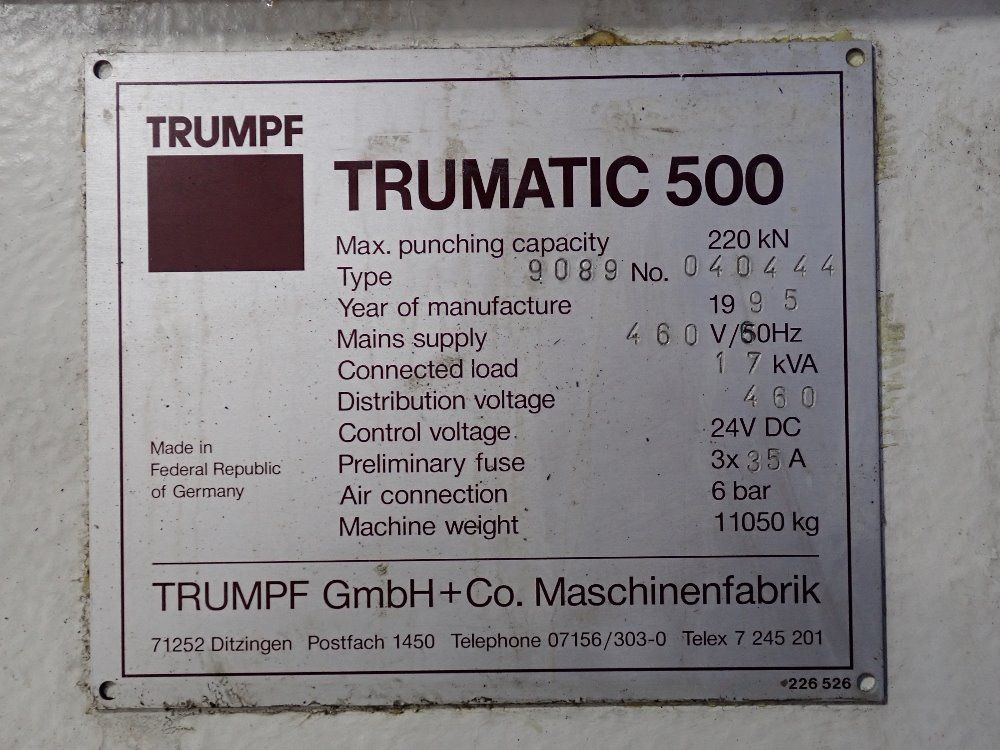 TRUMPF
TRUMATIC 500
Max. punching capacity 220 kN
Type 9089 No. 040444
Year of manufacture 1995
Mains supply 460 V/60Hz
Connected load 17 kVA
Distribution voltage 460
Control voltage 24V DC
Preliminary fuse 3x 35 A
Air connection 6 bar
Machine weight 11050 kg
Made in
Federal Republic
of Germany
TRUMPF GmbH+Co. Maschinenfabrik
71252 Ditzingen Postfach 1450 Telephone 07156/303-0 Telex 7 245 201
226 526